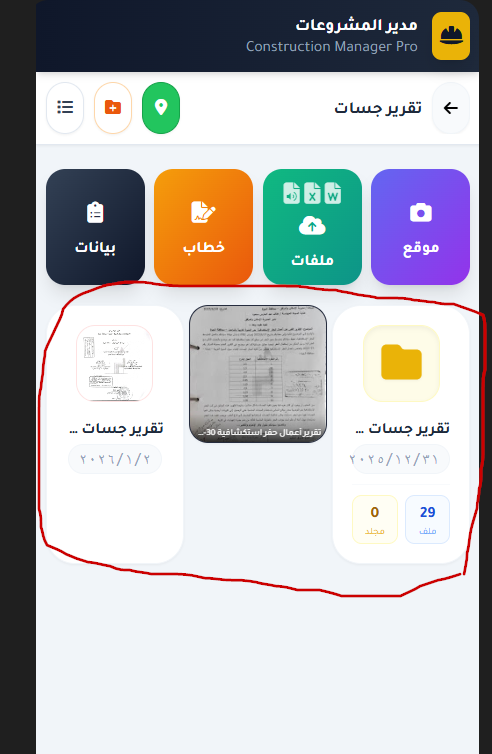 مدير المشروعات
Construction Manager Pro
تقرير جسات
موقع
W X
ملفات
خطاب
بيانات
تقرير جسات ...
٢٠٢٥/١٢/٣١
29
ملف
0
مجلد
تقرير أعمال حفر استكشافية 30-...
تقرير جسات ...
٢٠٢٦/١/٢